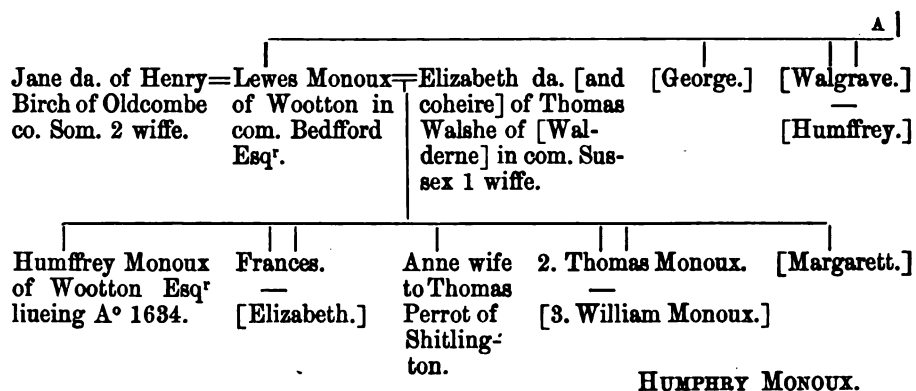 A
Jane da. of Henry=Lewes Monoux=Elizabeth da. [and [George.] [Walgrave.]
Birch of Oldcombe of Wootton in coheire] of Thomas —
co. Som. 2 wiffe. com. Bedfford Walshe of [Wal- [Humffrey.]
Esqʳ. derne] in com. Sus-
sex 1 wiffe.
Humffrey Monoux Frances. Anne wife 2. Thomas Monoux. [Margarett.]
of Wootton Esqʳ — to Thomas —
liueing Aº 1634. [Elizabeth.] Perrot of [3. William Monoux.]
Shitling-
ton.
HUMPHRY MONOUX.